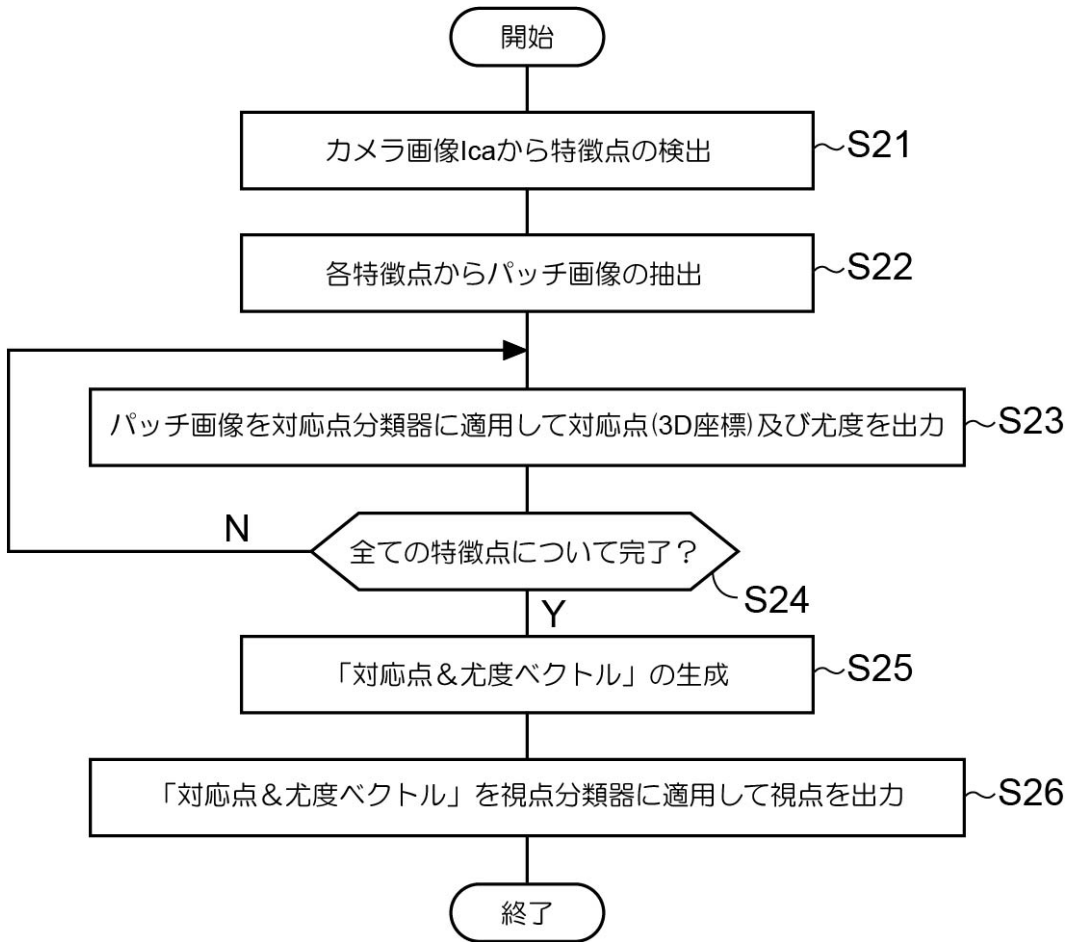 開始
カメラ画像Icaから特徴点の検出
S21
各特徴点からパッチ画像の抽出
S22
パッチ画像を対応点分類器に適用して対応点(3D座標)及び尤度を出力
S23
N
全ての特徴点について完了?
S24
Y
「対応点&尤度ベクトル」の生成
S25
「対応点&尤度ベクトル」を視点分類器に適用して視点を出力
S26
終了